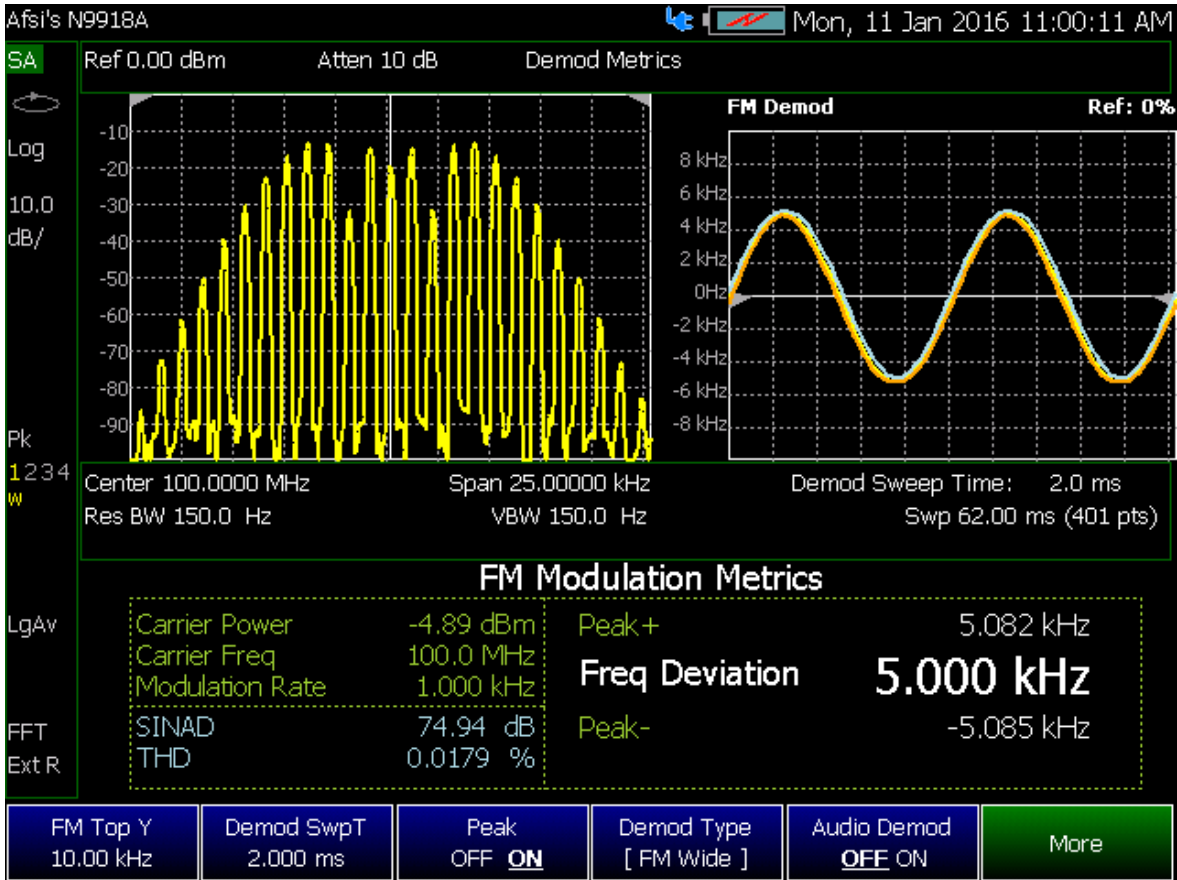 Afsi's N9918A
Mon, 11 Jan 2016 11:00:11 AM
SA
Ref 0.00 dBm Atten 10 dB Demod Metrics
Log
10.0
dB/
Pk
1234
W
LgAv
FFT
Ext R
-10
-20
-30
-40
-50
-60
-70
-80
-90
FM Demod Ref: 0%
8 kHz
6 kHz
4 kHz
2 kHz
0Hz
-2 kHz
-4 kHz
-6 kHz
-8 kHz
Center 100.0000 MHz Span 25.00000 kHz Demod Sweep Time: 2.0 ms
Res BW 150.0 Hz VBW 150.0 Hz Swp 62.00 ms (401 pts)
FM Modulation Metrics
Carrier Power -4.89 dBm
Carrier Freq 100.0 MHz
Modulation Rate 1.000 kHz
SINAD 74.94 dB
THD 0.0179 %
Peak+ 5.082 kHz
Freq Deviation 5.000 kHz
Peak- -5.085 kHz
FM Top Y
10.00 kHz
Demod SwpT
2.000 ms
Peak
OFF ON
Demod Type
[ FM Wide ]
Audio Demod
OFF ON
More